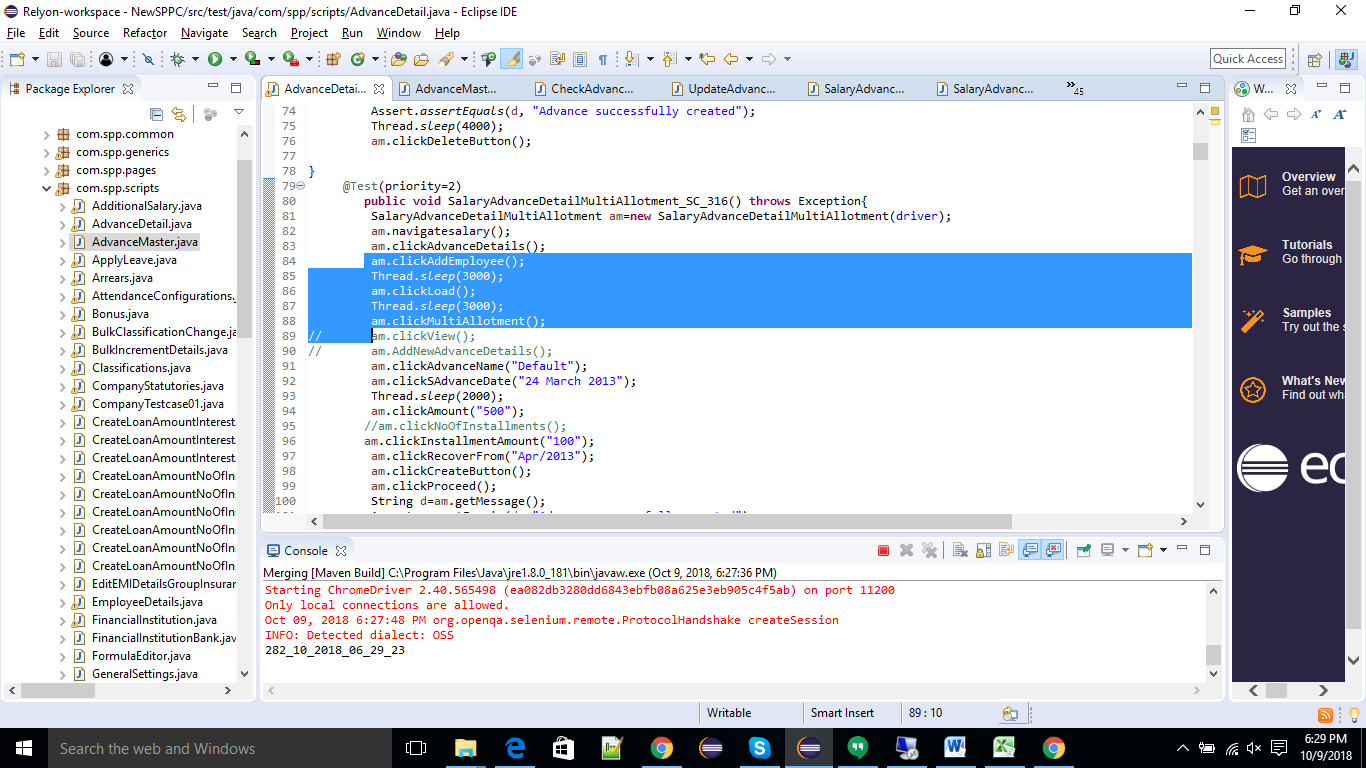 Relyon-workspace - NewSPPC/src/test/java/com/spp/scripts/AdvanceDetail.java - Eclipse IDE
File Edit Source Refactor Navigate Search Project Run Window Help
Quick Access
Package Explorer
com.spp.common
com.spp.generics
com.spp.pages
com.spp.scripts
AdditionalSalary.java
AdvanceDetail.java
AdvanceMaster.java
ApplyLeave.java
Arrears.java
AttendanceConfigurations.
Bonus.java
BulkClassificationChange.ja
BulkIncrementDetails.java
Classifications.java
CompanyStatutories.java
CompanyTestcase01.java
CreateLoanAmountInterest
CreateLoanAmountInterest
CreateLoanAmountInterest
CreateLoanAmountNoOfIn
CreateLoanAmountNoOfIn
CreateLoanAmountNoOfIn
CreateLoanAmountNoOfIn
CreateLoanAmountNoOfIn
CreateLoanAmountNoOfIn
EditEMIDetailsGroupInsurar
EmployeeDetails.java
FinancialInstitution.java
FinancialInstitutionBank.jav
FormulaEditor.java
GeneralSettings.java
AdvanceDetai... AdvanceMast... CheckAdvanc... UpdateAdvanc... SalaryAdvanc... SalaryAdvanc... »45
74 Assert.assertEquals(d, "Advance successfully created");
75 Thread.sleep(4000);
76 am.clickDeleteButton();
77
78 }
79 @Test(priority=2)
80 public void SalaryAdvanceDetailMultiAllotment_SC_316() throws Exception{
81 SalaryAdvanceDetailMultiAllotment am=new SalaryAdvanceDetailMultiAllotment(driver);
82 am.navigatesalary();
83 am.clickAdvanceDetails();
84 am.clickAddEmployee();
85 Thread.sleep(3000);
86 am.clickLoad();
87 Thread.sleep(3000);
88 am.clickMultiAllotment();
89 // am.clickView();
90 // am.AddNewAdvanceDetails();
91 am.clickAdvanceName("Default");
92 am.clickSAdvanceDate("24 March 2013");
93 Thread.sleep(2000);
94 am.clickAmount("500");
95 //am.clickNoOfInstallments();
96 am.clickInstallmentAmount("100");
97 am.clickRecoverFrom("Apr/2013");
98 am.clickCreateButton();
99 am.clickProceed();
100 String d=am.getMessage();
W...
Overview
Get an over
Tutorials
Go through
Samples
Try out the s
What's New
Find out wh
ec
Console
Merging [Maven Build] C:\Program Files\Java\jre1.8.0_181\bin\javaw.exe (Oct 9, 2018, 6:27:36 PM)
Starting ChromeDriver 2.40.565498 (ea082db3280dd6843ebfb08a625e3eb905c4f5ab) on port 11200
Only local connections are allowed.
Oct 09, 2018 6:27:48 PM org.openqa.selenium.remote.ProtocolHandshake createSession
INFO: Detected dialect: OSS
282_10_2018_06_29_23
Writable Smart Insert 89 : 10
Search the web and Windows
6:29 PM
10/9/2018